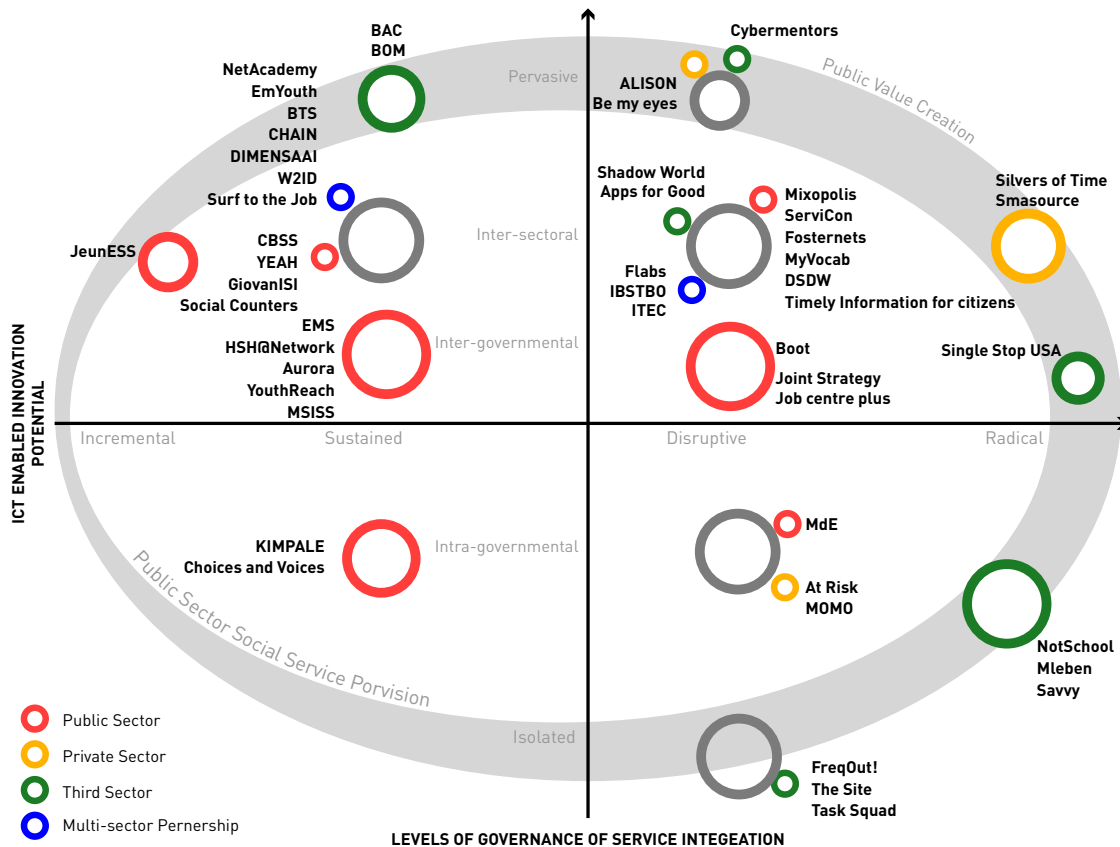 BAC
BOM
Cybermentors
NetAcademy
EmYouth
BTS
CHAIN
DIMENSAAI
W2ID
Surf to the Job
Pervasive
ALISON
Be my eyes
Public Value Creation
Shadow World
Apps for Good
Mixopolis
ServiCon
Fosternets
MyVocab
DSDW
Timely Information for citizens
Silvers of Time
Smasource
JeunESS
CBSS
YEAH
GiovanISI
Social Counters
Inter-sectoral
Flabs
IBSTBO
ITEC
EMS
HSH@Network
Aurora
YouthReach
MSISS
Inter-governmental
Boot
Joint Strategy
Job centre plus
Single Stop USA
ICT ENABLED INNOVATION
POTENTIAL
Incremental
Sustained
Disruptive
Radical
KIMPALE
Choices and Voices
Intra-governmental
MdE
At Risk
MOMO
Public Sector Social Service Porvision
NotSchool
Mleben
Savvy
Isolated
FreqOut!
The Site
Task Squad
Public Sector
Private Sector
Third Sector
Multi-sector Pernership
LEVELS OF GOVERNANCE OF SERVICE INTEGEATION